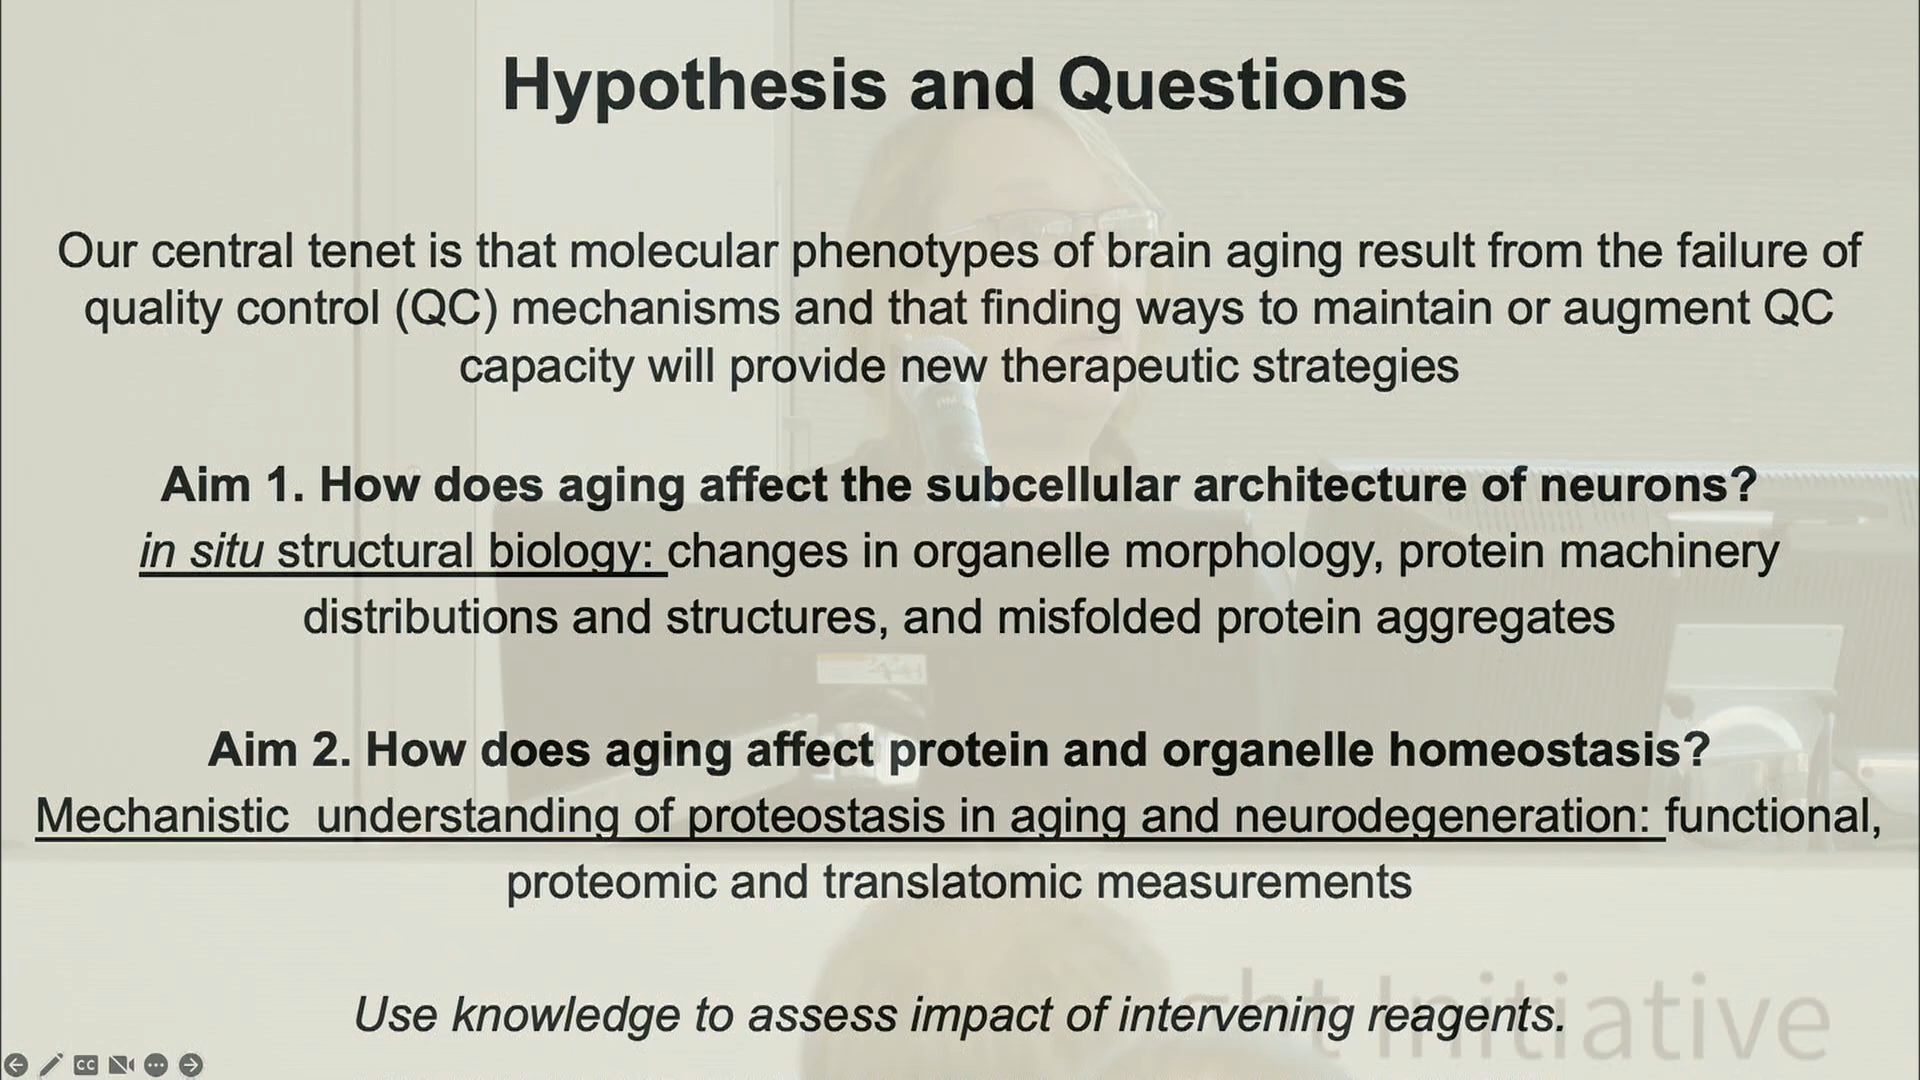 Hypothesis and Questions
Our central tenet is that molecular phenotypes of brain aging result from the failure of
quality control (QC) mechanisms and that finding ways to maintain or augment QC
capacity will provide new therapeutic strategies
Aim 1. How does aging affect the subcellular architecture of neurons?
in situ structural biology: changes in organelle morphology, protein machinery
distributions and structures, and misfolded protein aggregates
Aim 2. How does aging affect protein and organelle homeostasis?
Mechanistic  understanding of proteostasis in aging and neurodegeneration: functional,
proteomic and translatomic measurements
Use knowledge to assess impact of intervening reagents.
ght Initiative
CC